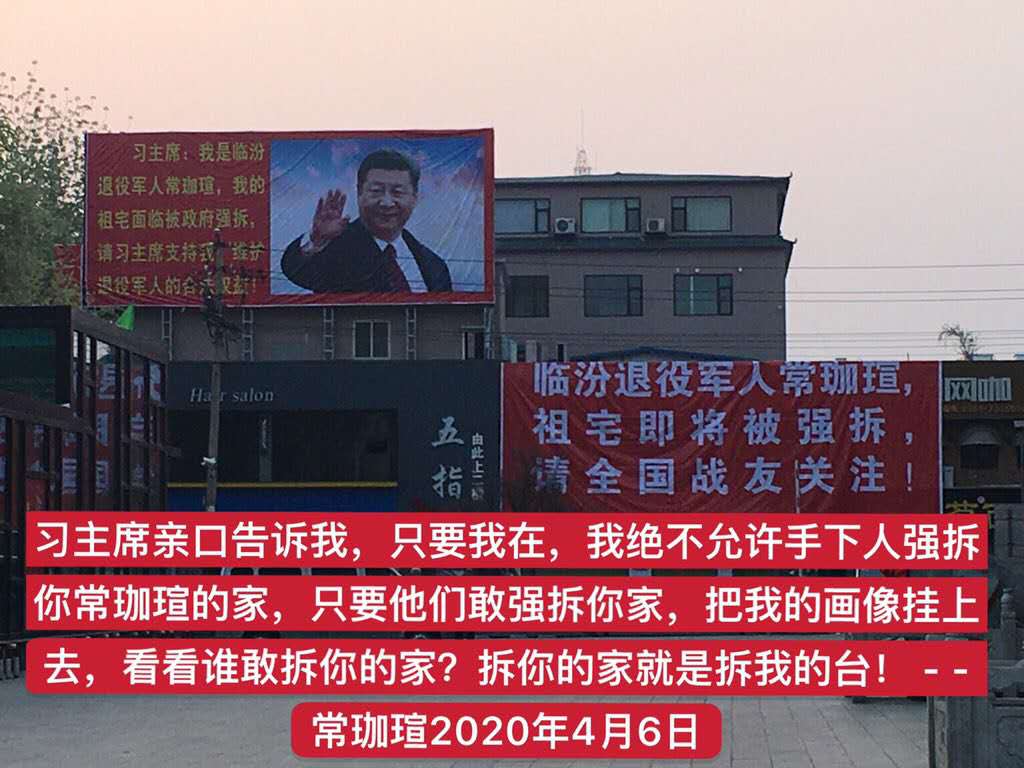 习主席：我是临汾
退役军人常珈瑄，我的
祖宅面临被政府强拆，
请习主席支持我，维护
退役军人的合法权益！
Hair salon
五指
由此上二楼
临汾退役军人常珈瑄，
祖宅即将被强拆，
请全国战友关注！
网咖
习主席亲口告诉我，只要我在，我绝不允许手下人强拆
你常珈瑄的家，只要他们敢强拆你家，把我的画像挂上
去，看看谁敢拆你的家？拆你的家就是拆我的台！ - -
常珈瑄2020年4月6日